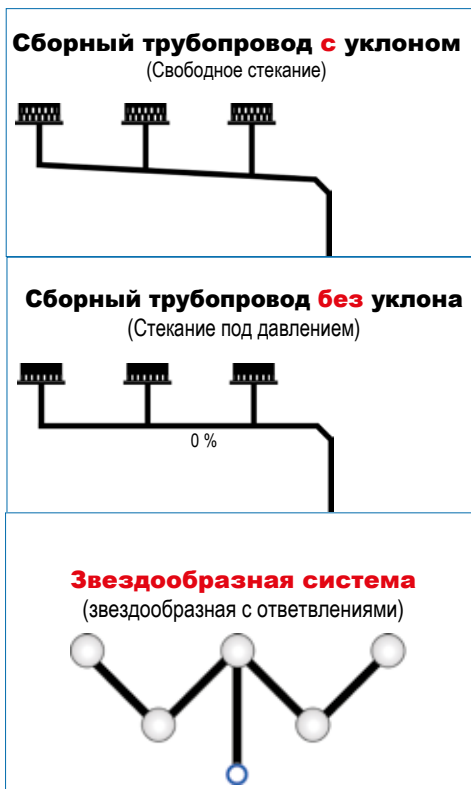 Сборный трубопровод с уклоном
(Свободное стекание)
Сборный трубопровод без уклона
(Стекание под давлением)
0 %
Звездообразная система
(звездообразная с ответвлениями)